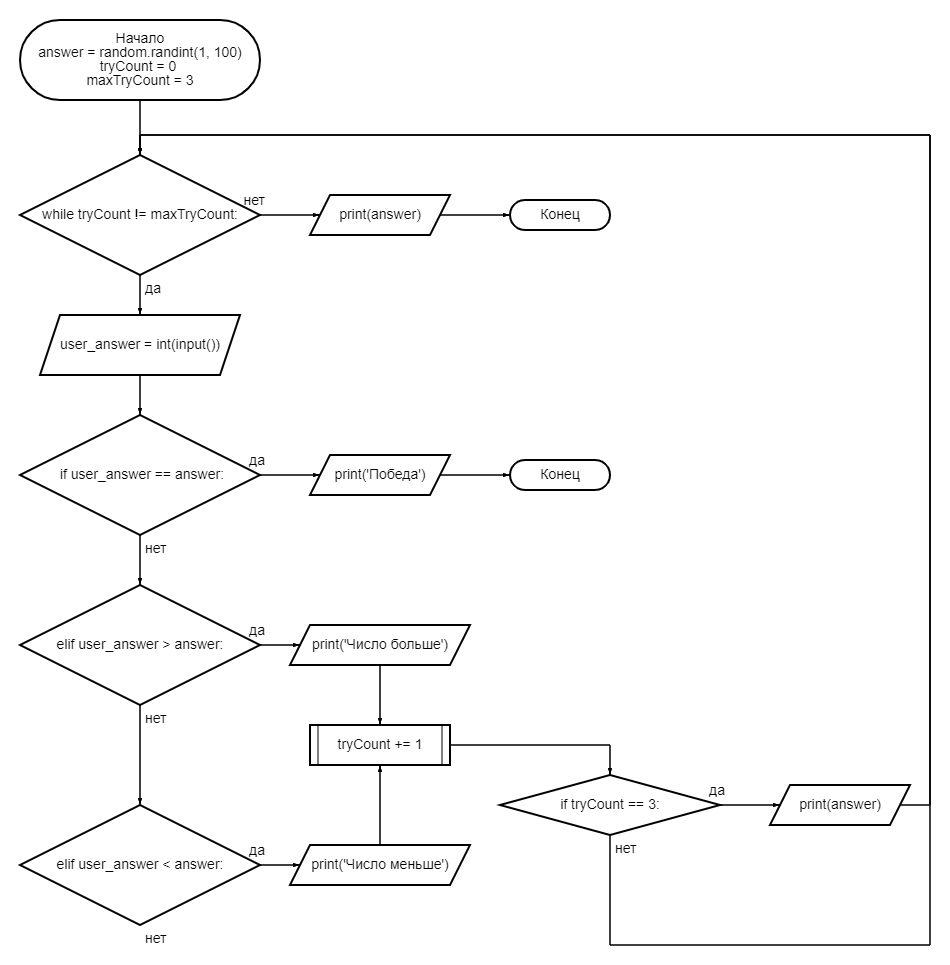 Начало
answer = random.randint(1, 100)
tryCount = 0
maxTryCount = 3
while tryCount != maxTryCount:
нет
print(answer)
Конец
да
user_answer = int(input())
if user_answer == answer:
да
print('Победа')
Конец
нет
elif user_answer > answer:
да
print('Число больше')
нет
tryCount += 1
if tryCount == 3:
да
print(answer)
нет
elif user_answer < answer:
да
print('Число меньше')
нет